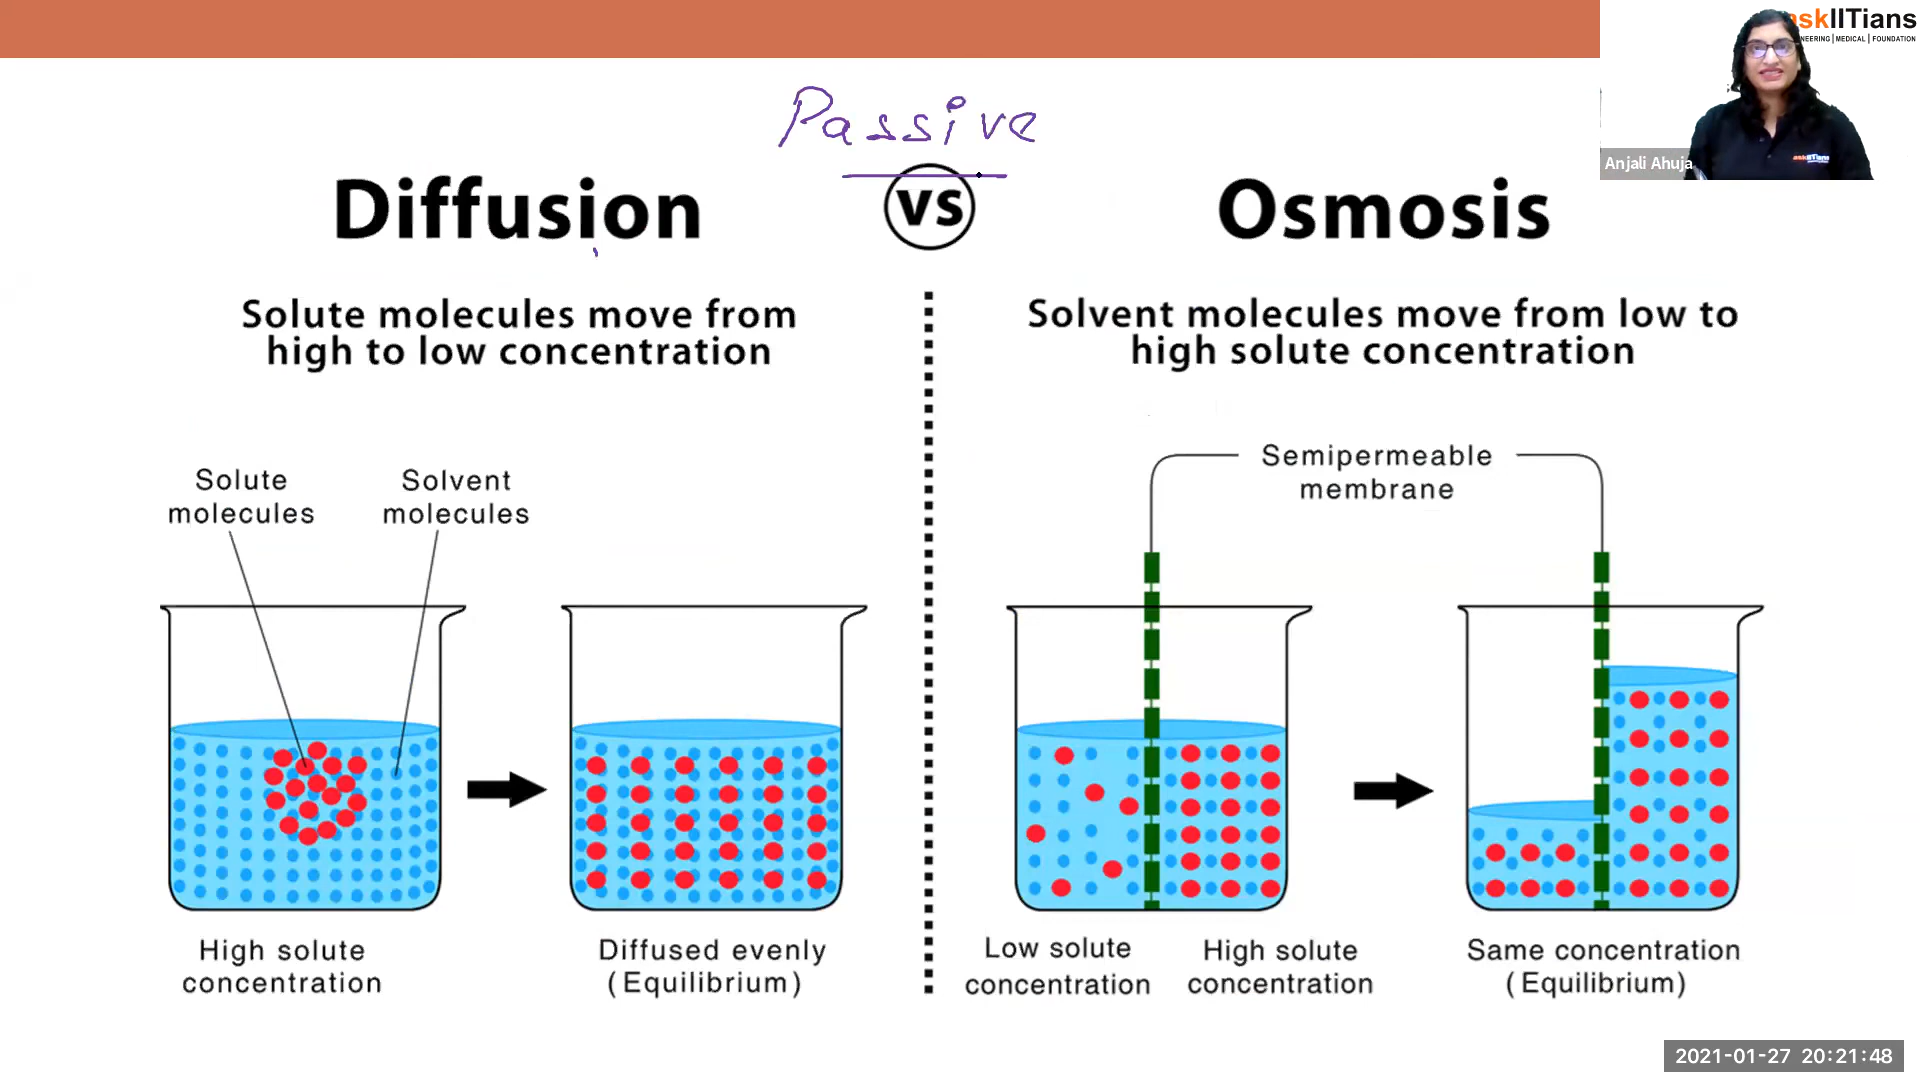 askIITians
NEERING | MEDICAL | FOUNDATION
askIITians
Anjali Ahuja
Passive
Diffusion
VS
Osmosis
Solute molecules move from
high to low concentration
Solvent molecules move from low to
high solute concentration
Solute
molecules
Solvent
molecules
Semipermeable
membrane
High solute
concentration
Diffused evenly
(Equilibrium)
Low solute
concentration
High solute
concentration
Same concentration
(Equilibrium)
2021-01-27 20:21:48